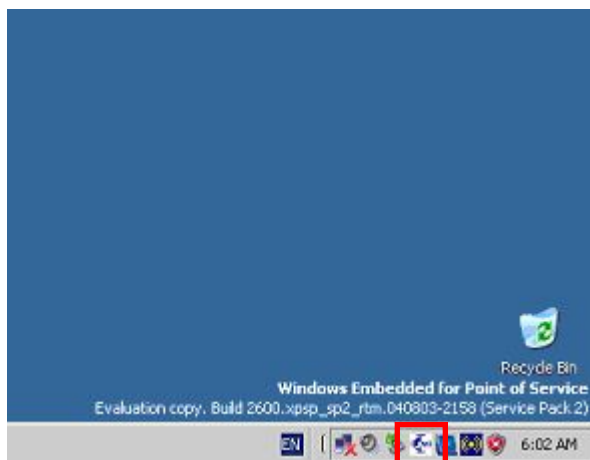 Recycle Bin
Windows Embedded for Point of Service
Evaluation copy. Build 2600.xpsp_sp2_rtm.040803-2158 (Service Pack 2)
EN
6:02 AM